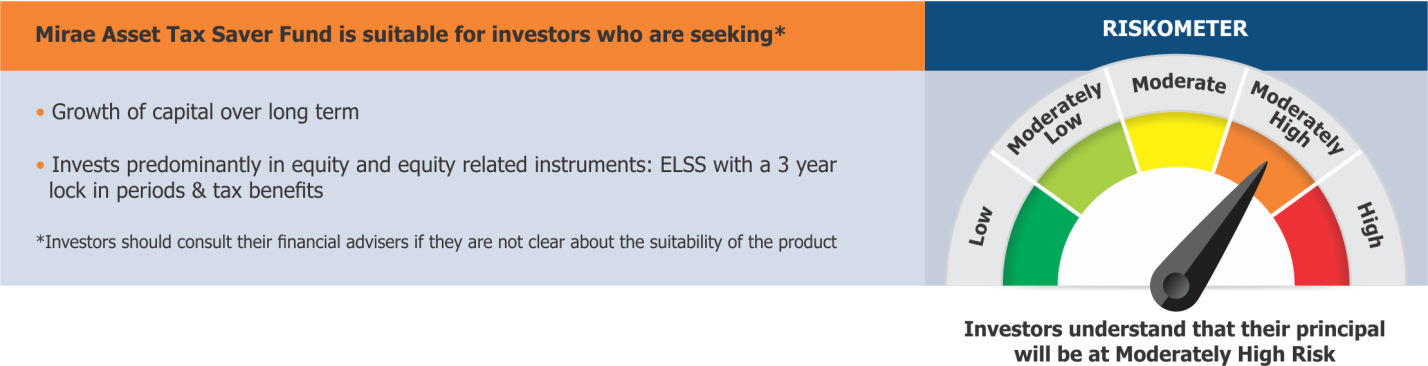 Mirae Asset Tax Saver Fund is suitable for investors who are seeking*
• Growth of capital over long term
• Invests predominantly in equity and equity related instruments: ELSS with a 3 year
lock in periods & tax benefits
*Investors should consult their financial advisers if they are not clear about the suitability of the product
RISKOMETER
Low
Moderately
Low
Moderate
Moderately
High
High
Investors understand that their principal
will be at Moderately High Risk